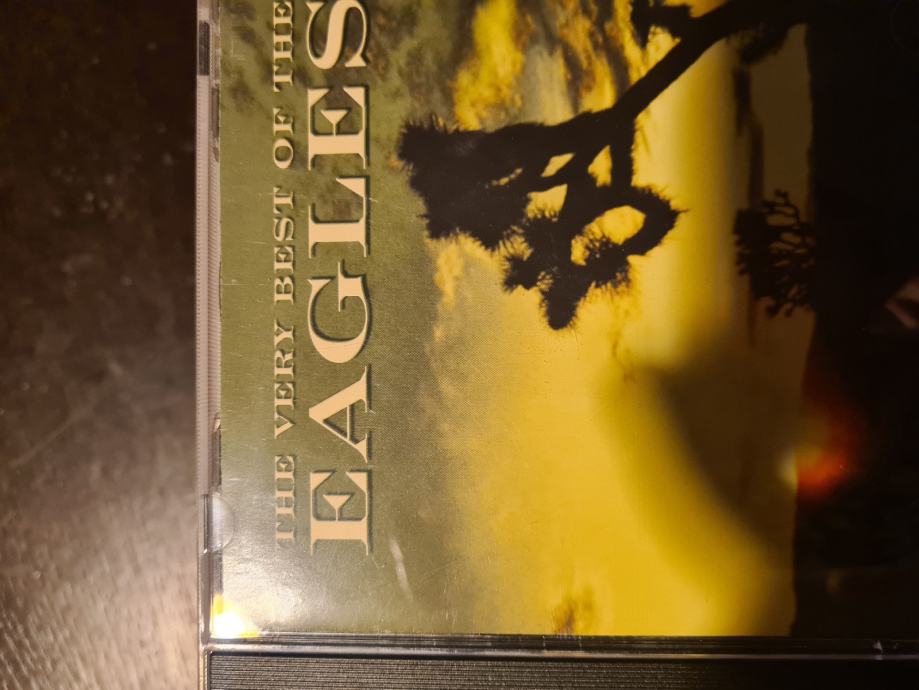 THE VERY BEST OF THE
EAGLES